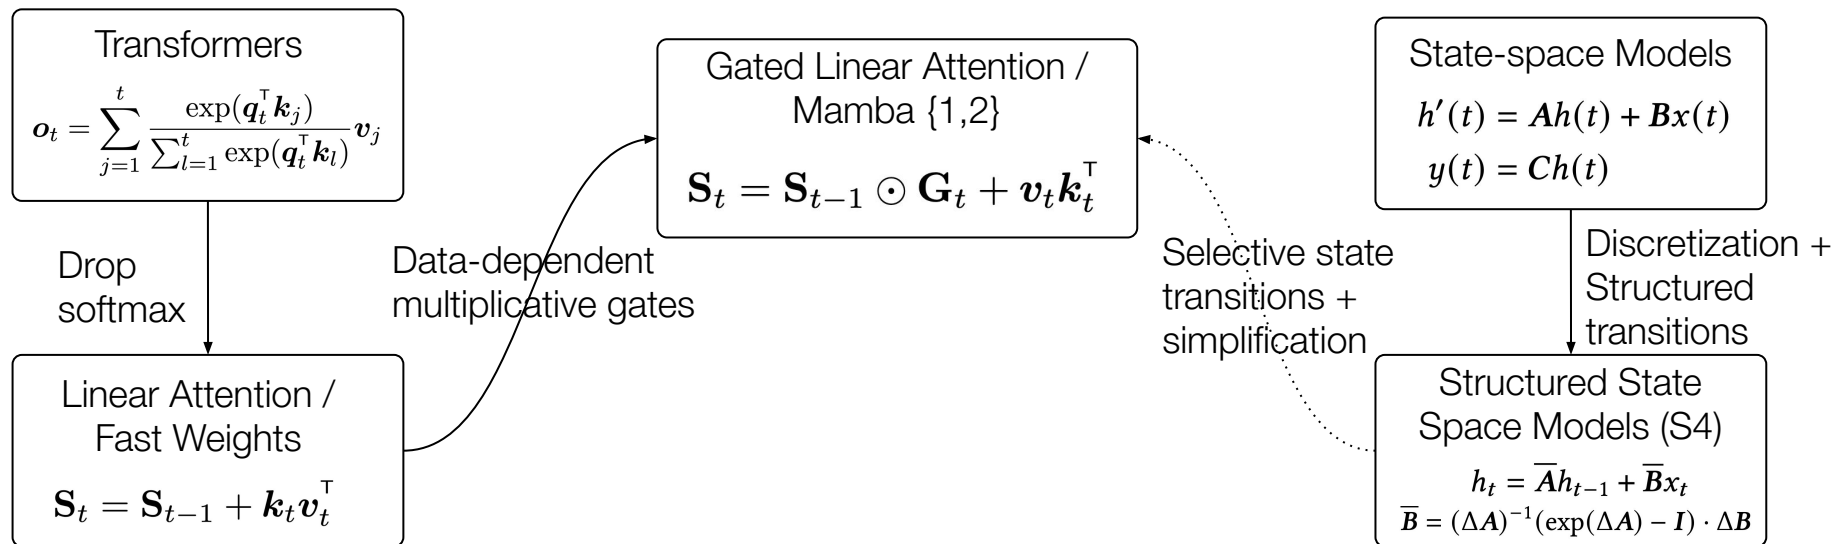 Transformers
𝒐_t = ∑_{j=1}^{t} exp(𝒒_t^⊤ 𝒌_j) / ∑_{l=1}^{t} exp(𝒒_t^⊤ 𝒌_l) 𝒗_j
Drop
softmax
Linear Attention /
Fast Weights
𝐒_t = 𝐒_{t−1} + 𝒌_t 𝒗_t^⊤
Data-dependent
multiplicative gates
Gated Linear Attention /
Mamba {1,2}
𝐒_t = 𝐒_{t−1} ⊙ 𝐆_t + 𝒗_t 𝒌_t^⊤
Selective state
transitions +
simplification
State-space Models
h′(t) = 𝑨h(t) + 𝑩x(t)
y(t) = 𝑪h(t)
Discretization +
Structured
transitions
Structured State
Space Models (S4)
h_t = A̅h_{t−1} + B̅x_t
B̅ = (Δ𝑨)^{−1}(exp(Δ𝑨) − 𝑰) · Δ𝑩